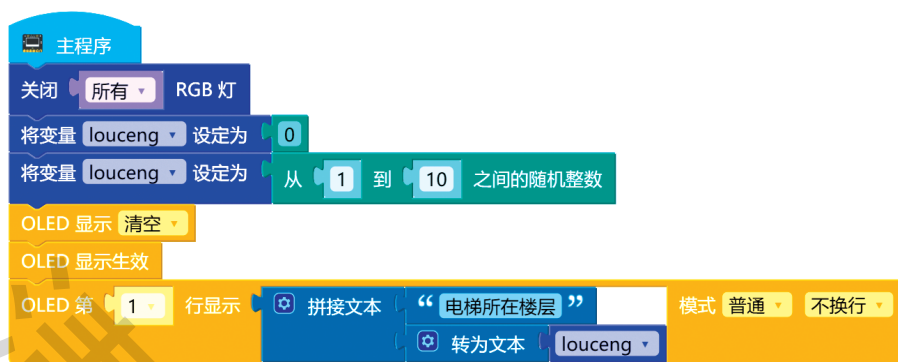 主程序
关闭 所有 RGB 灯
将变量 louceng 设定为 0
将变量 louceng 设定为 从 1 到 10 之间的随机整数
OLED 显示 清空
OLED 显示生效
OLED 第 1 行显示 拼接文本 “ 电梯所在楼层 ” 模式 普通 不换行
转为文本 louceng